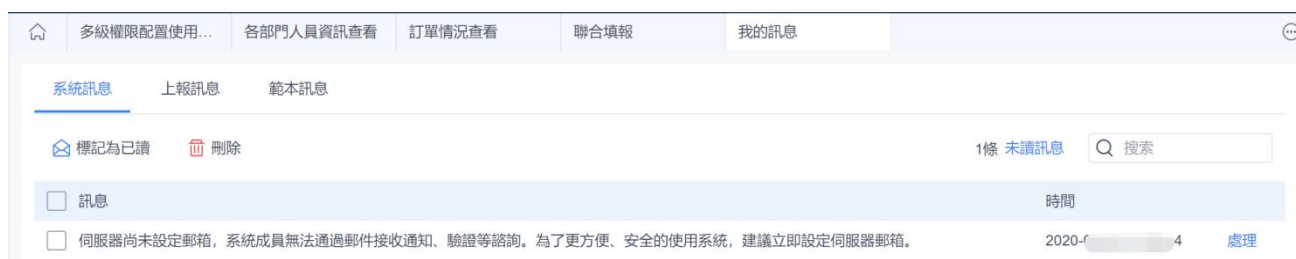 多級權限配置使用... 各部門人員資訊查看 訂單情況查看 聯合填報 我的訊息
系統訊息 上報訊息 範本訊息
標記為已讀 刪除 1條 未讀訊息 搜索
訊息 時間
伺服器尚未設定郵箱，系統成員無法通過郵件接收通知、驗證等諮詢。為了更方便、安全的使用系統，建議立即設定伺服器郵箱。 2020- 4 處理